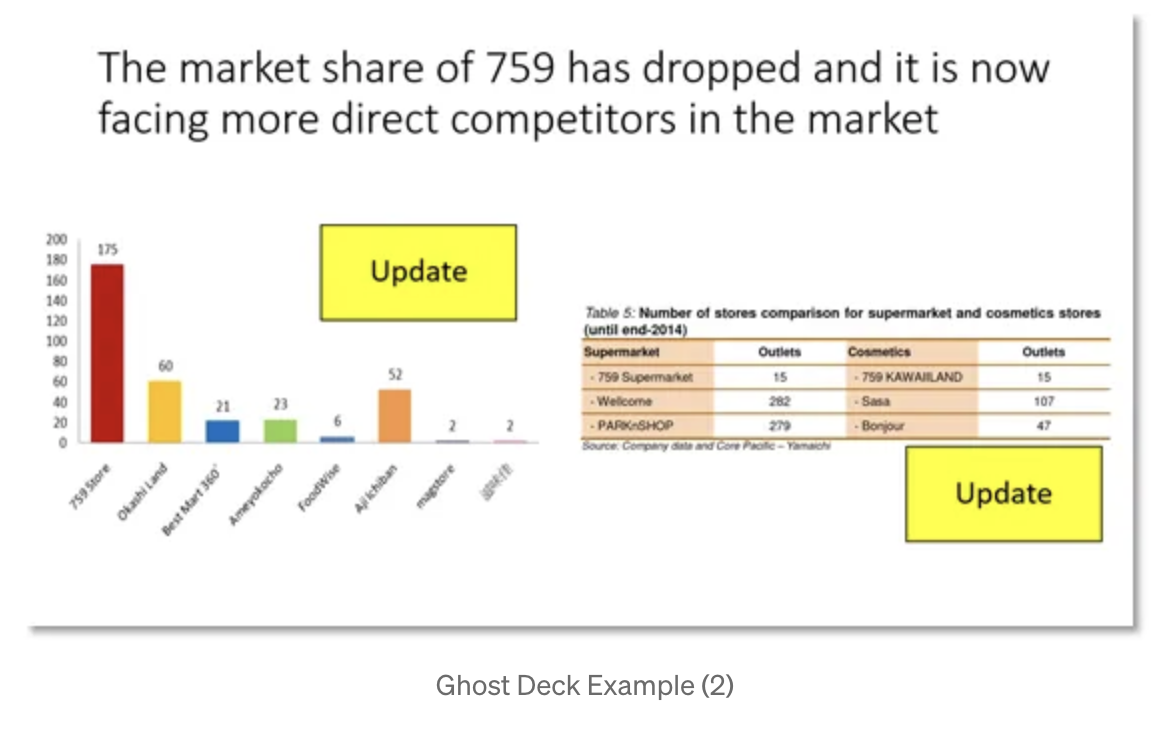 The market share of 759 has dropped and it is now
facing more direct competitors in the market
200
180
160
140
120
100
80
60
40
20
0
175
60
21
23
6
52
2
2
759 Store
Okashi Land
Best Mart 360˚
Ameyokocho
FoodWise
Aji Ichiban
magstore
Update
Table 5: Number of stores comparison for supermarket and cosmetics stores
(until end-2014)
Supermarket Outlets Cosmetics Outlets
- 759 Supermarket 15 - 759 KAWAIILAND 15
- Wellcome 282 - Sasa 107
- PARKnSHOP 279 - Bonjour 47
Source: Company data and Core Pacific – Yamaichi
Update
Ghost Deck Example (2)